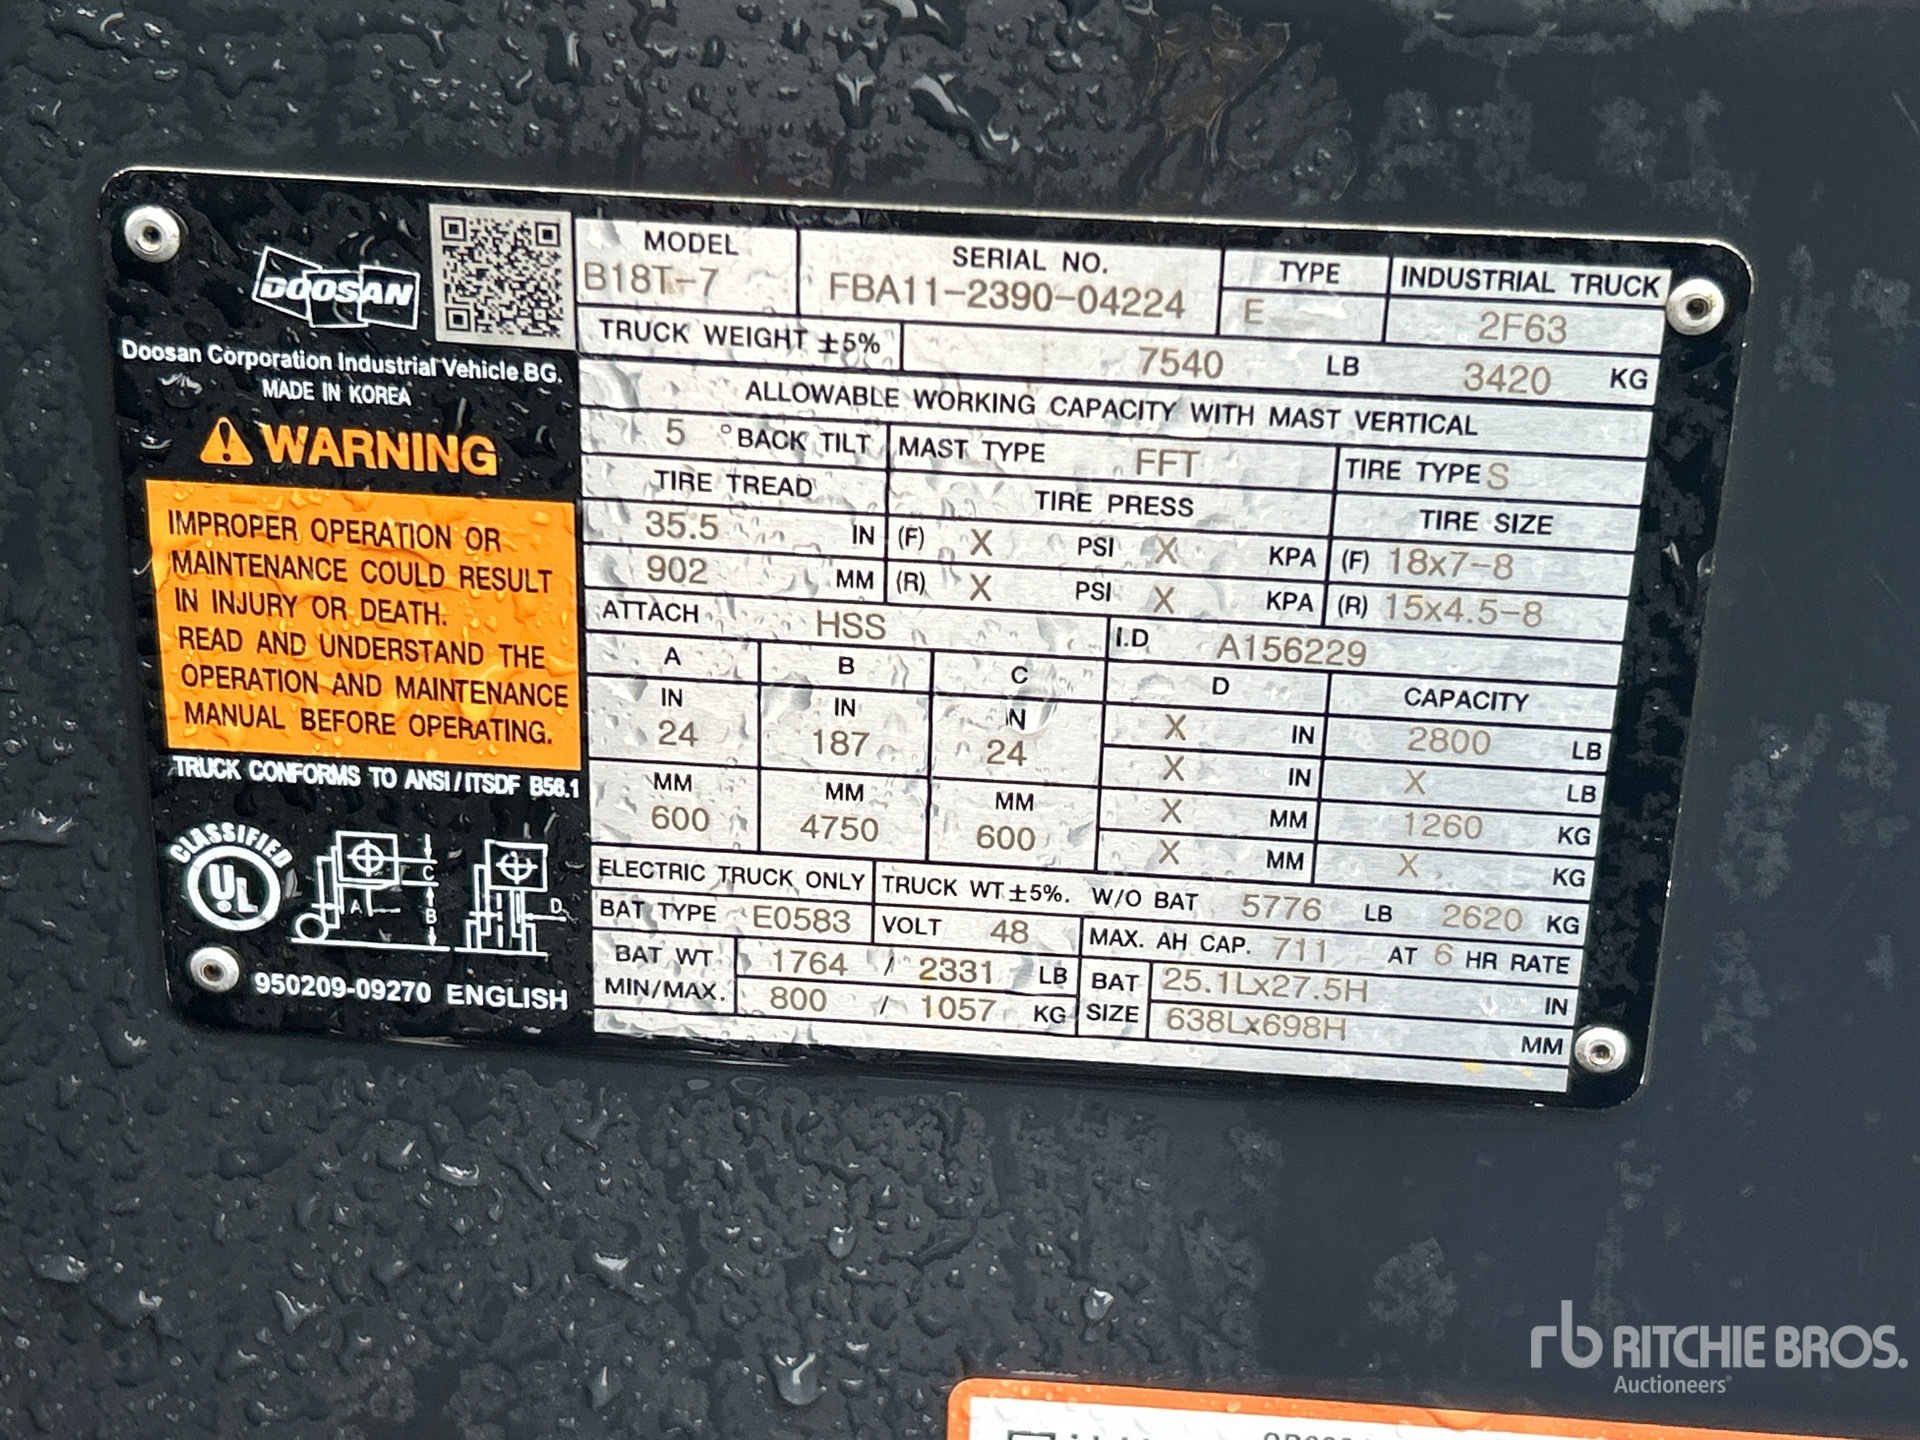 DOOSAN
Doosan Corporation Industrial Vehicle BG.
MADE IN KOREA
WARNING
IMPROPER OPERATION OR
MAINTENANCE COULD RESULT
IN INJURY OR DEATH.
READ AND UNDERSTAND THE
OPERATION AND MAINTENANCE
MANUAL BEFORE OPERATING.
TRUCK CONFORMS TO ANSI/ITSDF B56.1
CLASSIFIED
UL
A C B D
950209-09270 ENGLISH
MODEL SERIAL NO. TYPE INDUSTRIAL TRUCK
B18T-7 FBA11-2390-04224 E 2F63
TRUCK WEIGHT ±5% 7540 LB 3420 KG
ALLOWABLE WORKING CAPACITY WITH MAST VERTICAL
5 °BACK TILT MAST TYPE FFT TIRE TYPE S
TIRE TREAD TIRE PRESS TIRE SIZE
35.5 IN (F) X PSI X KPA (F) 18x7-8
902 MM (R) X PSI X KPA (R) 15x4.5-8
ATTACH HSS I.D A156229
A B C D CAPACITY
IN IN IN X IN 2800 LB
24 187 24 X IN X LB
MM MM MM X MM 1260 KG
600 4750 600 X MM X KG
ELECTRIC TRUCK ONLY TRUCK WT ±5%. W/O BAT 5776 LB 2620 KG
BAT TYPE E0583 VOLT 48 MAX. AH CAP. 711 AT 6 HR RATE
BAT WT 1764 / 2331 LB BAT 25.1Lx27.5H IN
MIN/MAX. 800 / 1057 KG SIZE 638Lx698H MM
rb RITCHIE BROS.
Auctioneers